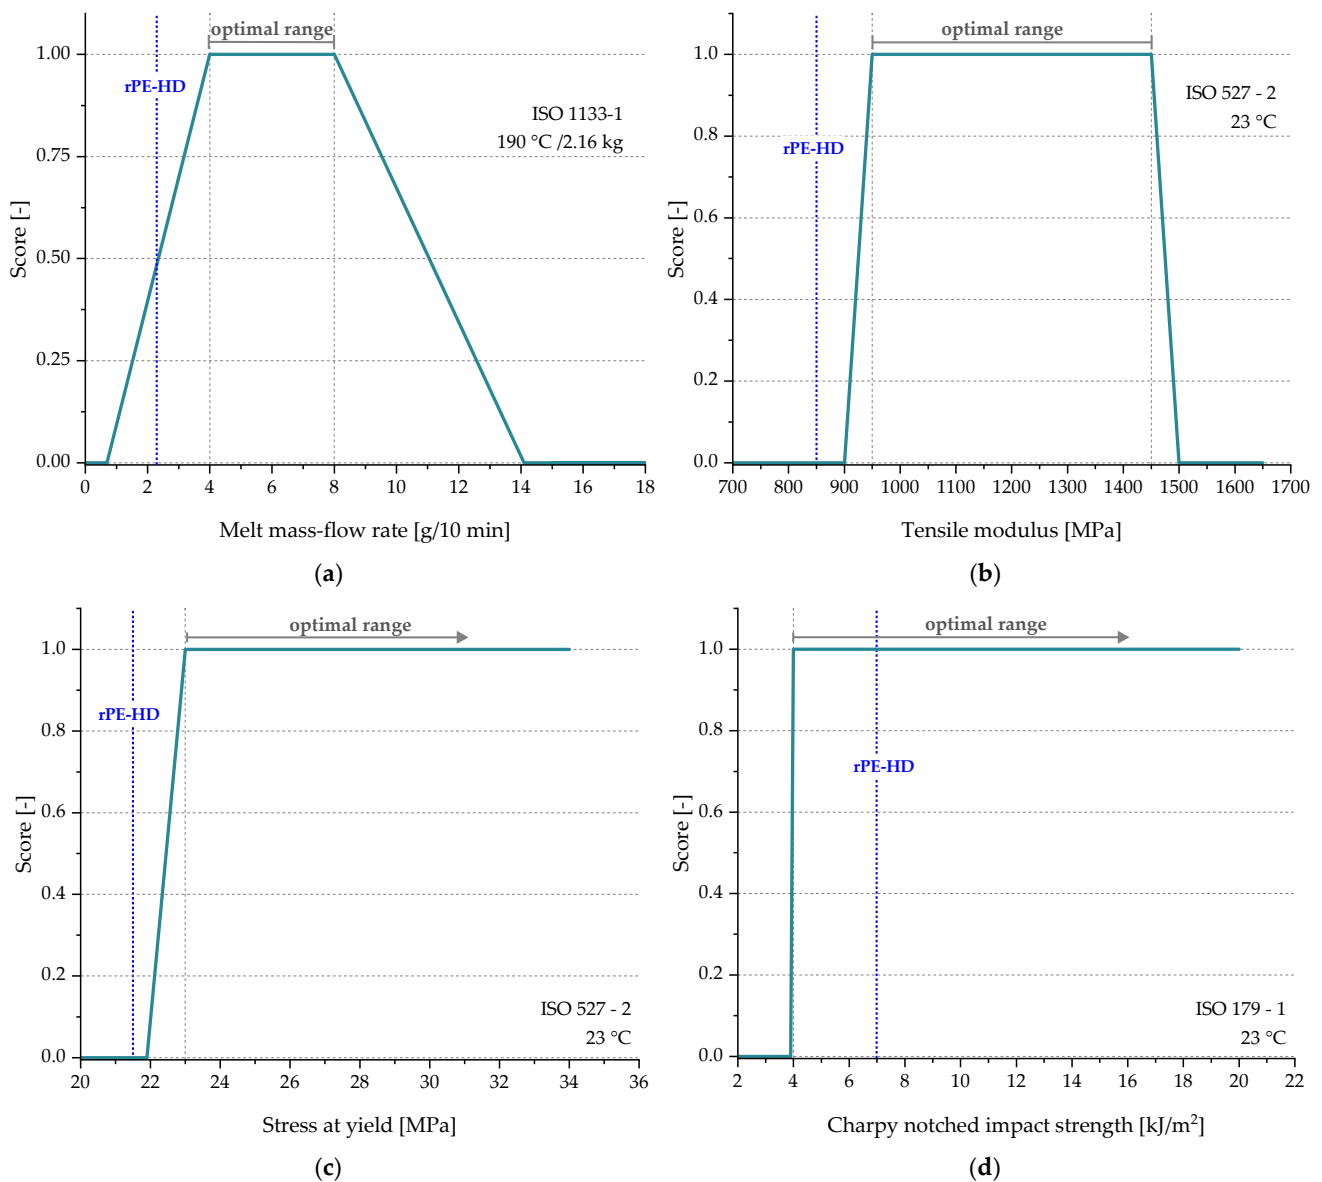 optimal range
1.00
rPE-HD
ISO 1133-1
190 °C /2.16 kg
0.75
Score [-]
0.50
0.25
0.00
0 2 4 6 8 10 12 14 16 18
Melt mass-flow rate [g/10 min]
(a)
optimal range
1.0
ISO 527 - 2
23 °C
0.8
rPE-HD
0.6
Score [-]
0.4
0.2
0.0
700 800 900 1000 1100 1200 1300 1400 1500 1600 1700
Tensile modulus [MPa]
(b)
optimal range
1.0
rPE-HD
0.8
0.6
Score [-]
0.4
0.2
ISO 527 - 2
23 °C
0.0
20 22 24 26 28 30 32 34 36
Stress at yield [MPa]
(c)
optimal range
1.0
0.8
rPE-HD
0.6
Score [-]
0.4
0.2
ISO 179 - 1
23 °C
0.0
2 4 6 8 10 12 14 16 18 20 22
Charpy notched impact strength [kJ/m²]
(d)